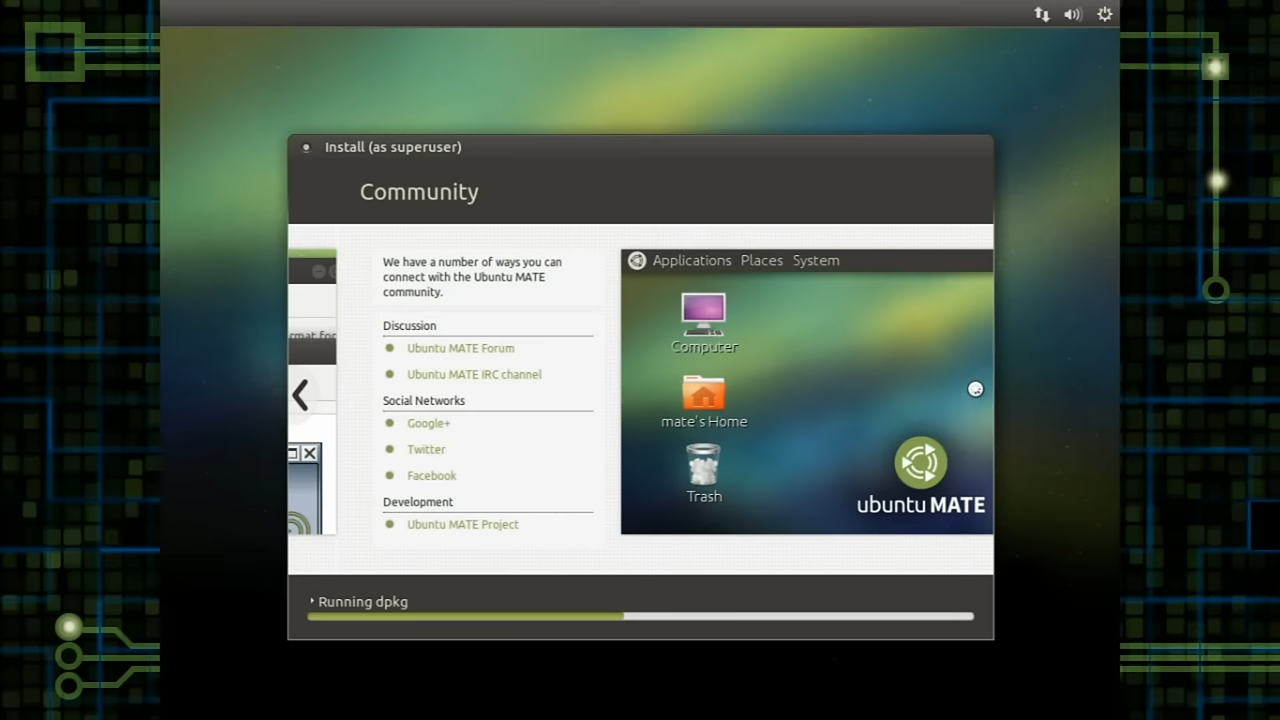 Install (as superuser)
Community
We have a number of ways you can
connect with the Ubuntu MATE
community.
Discussion
Ubuntu MATE Forum
Ubuntu MATE IRC channel
Social Networks
Google+
Twitter
Facebook
Development
Ubuntu MATE Project
Applications Places System
Computer
mate's Home
Trash
ubuntu MATE
Running dpkg